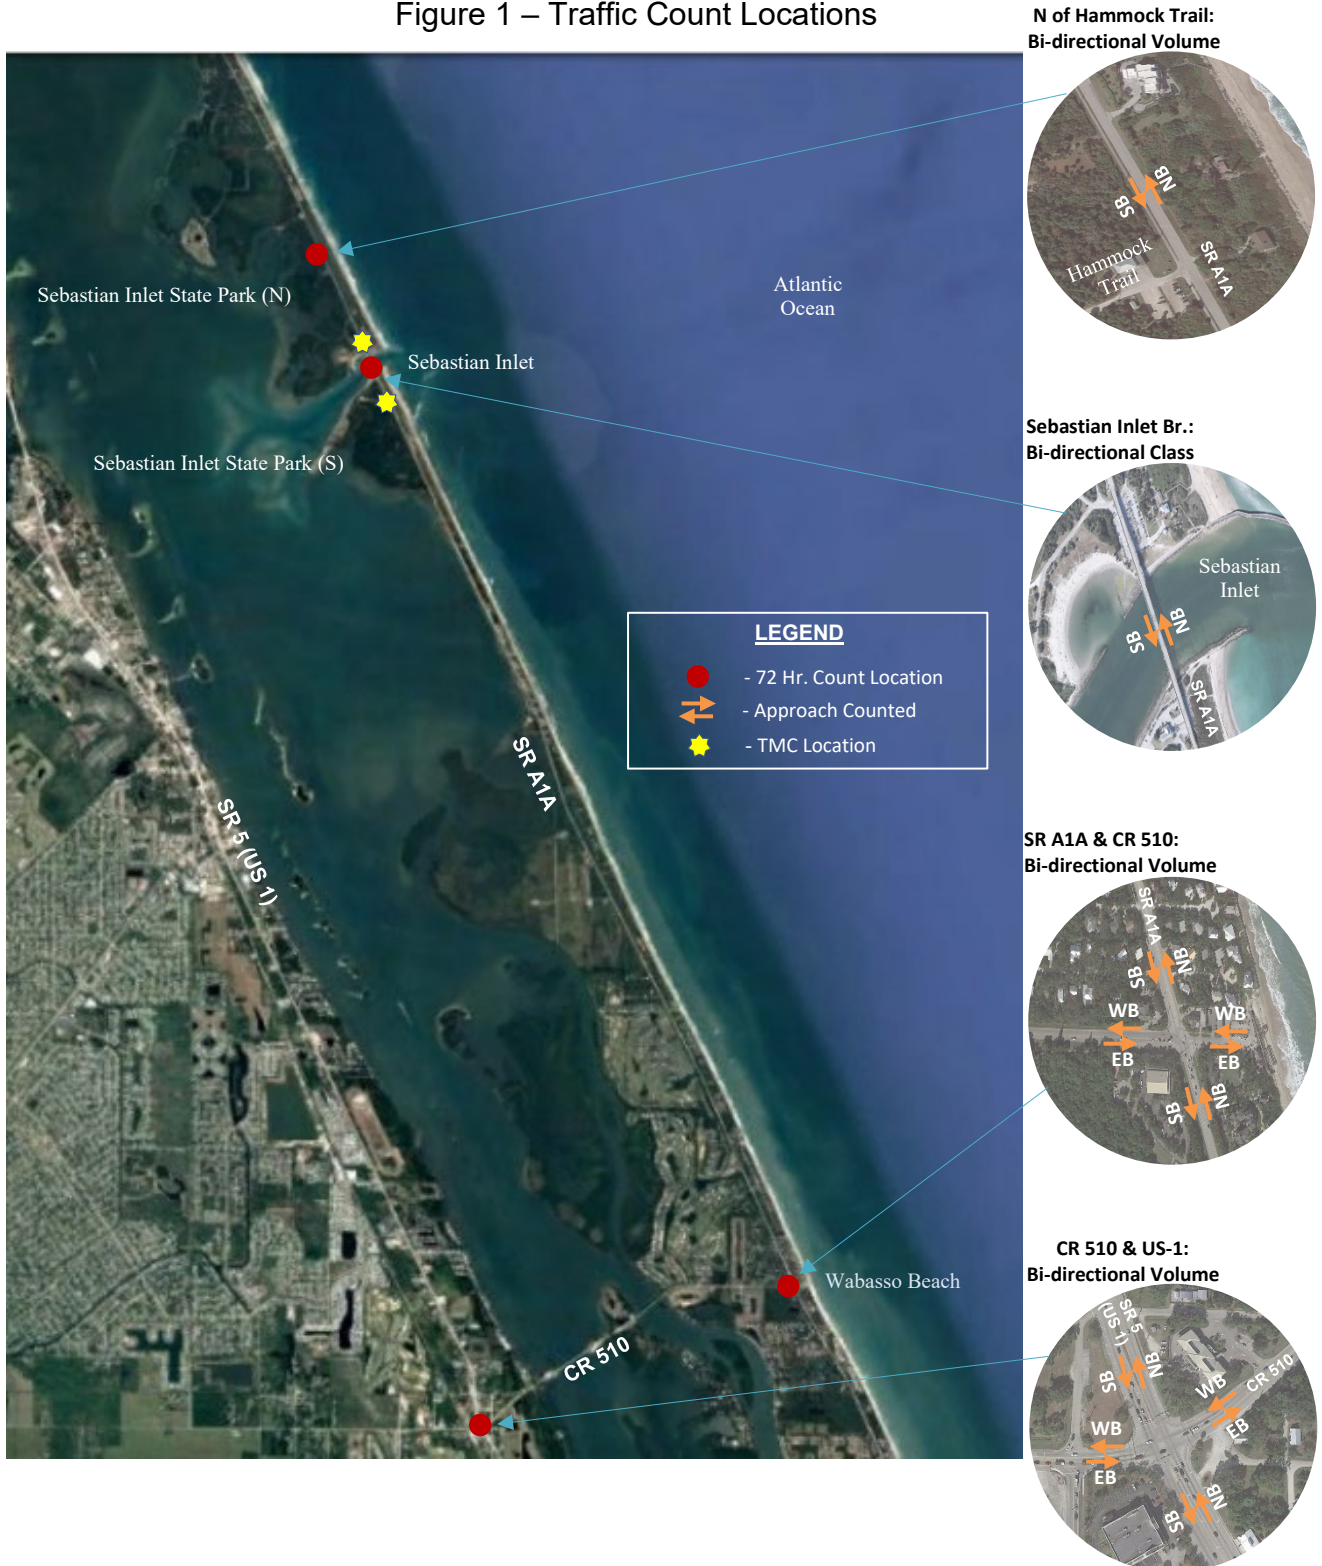 Figure 1 – Traffic Count Locations
N of Hammock Trail:
Bi-directional Volume
NB
SB
Hammock
Trail
SR A1A
Sebastian Inlet State Park (N)
Atlantic
Ocean
Sebastian Inlet
Sebastian Inlet State Park (S)
Sebastian Inlet Br.:
Bi-directional Class
Sebastian
Inlet
NB
SB
SR A1A
LEGEND
- 72 Hr. Count Location
- Approach Counted
- TMC Location
SR A1A
SR 5 (US 1)
SR A1A & CR 510:
Bi-directional Volume
SR A1A
NB
SB
WB
EB
WB
EB
NB
SB
Wabasso Beach
CR 510
CR 510 & US-1:
Bi-directional Volume
SR 5
(US 1)
NB
SB
WB
CR 510
EB
WB
EB
NB
SB